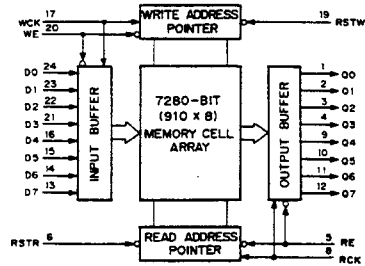 WCK 17
WE 20
WRITE ADDRESS POINTER
19 RSTW
D0 24
D1 23
D2 22
D3 21
D4 16
D5 15
D6 14
D7 13
INPUT BUFFER
7280-BIT
(910 x 8)
MEMORY CELL
ARRAY
OUTPUT BUFFER
1 Q0
2 Q1
3 Q2
4 Q3
9 Q4
10 Q5
11 Q6
12 Q7
RSTR 6
READ ADDRESS
POINTER
5 RE
8 RCK